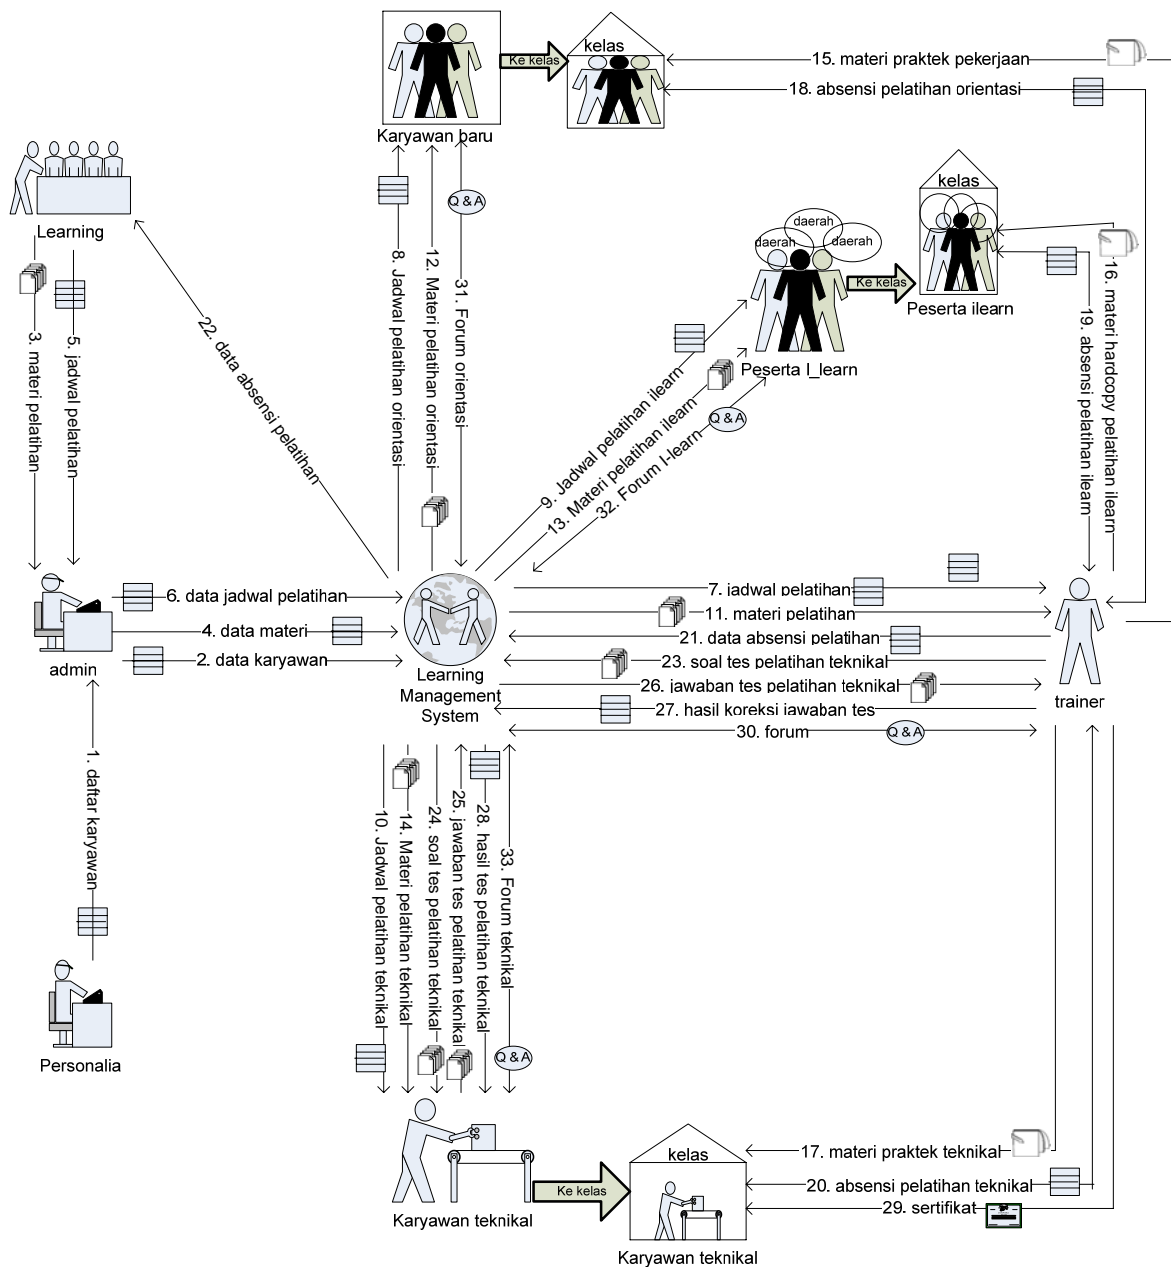 kelas
Ke kelas
15. materi praktek pekerjaan
18. absensi pelatihan orientasi
Karyawan baru
kelas
Learning
Q & A
daerah
daerah
daerah
Ke kelas
Peserta ilearn
Peserta I_learn
3. materi pelatihan
5. jadwal pelatihan
22. data absensi pelatihan
8. Jadwal pelatihan orientasi
12. Materi pelatihan orientasi
31. Forum orientasi
9. Jadwal pelatihan ilearn
13. Materi pelatihan ilearn
32. Forum I-learn
Q & A
19. absensi pelatihan ilearn
16. materi hardcopy pelatihan ilearn
6. data jadwal pelatihan
4. data materi
2. data karyawan
admin
Learning
Management
System
7. jadwal pelatihan
11. materi pelatihan
21. data absensi pelatihan
23. soal tes pelatihan teknikal
26. jawaban tes pelatihan teknikal
27. hasil koreksi jawaban tes
30. forum
Q & A
trainer
1. daftar karyawan
Personalia
10. Jadwal pelatihan teknikal
14. Materi pelatihan teknikal
24. soal tes pelatihan teknikal
25. jawaban tes pelatihan teknikal
28. hasil tes pelatihan teknikal
33. Forum teknikal
Q & A
kelas
17. materi praktek teknikal
20. absensi pelatihan teknikal
29. sertifikat
Ke kelas
Karyawan teknikal
Karyawan teknikal